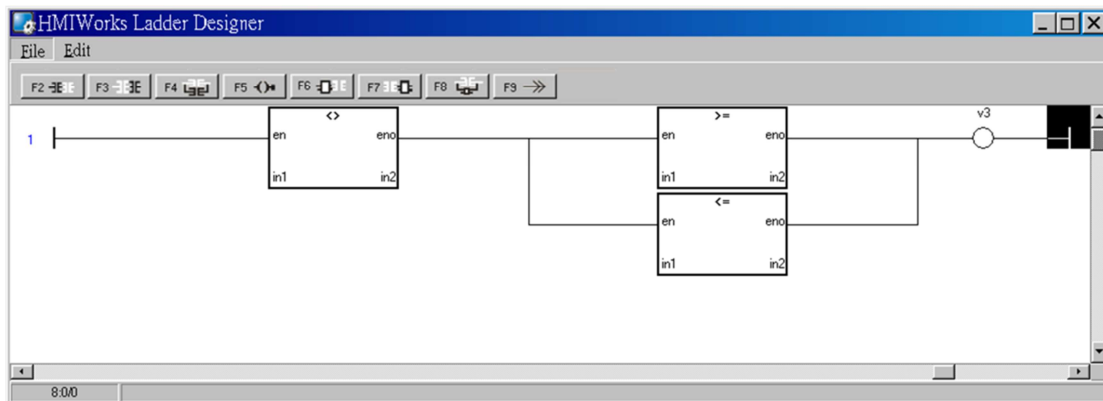 HMIWorks Ladder Designer
File Edit
F2 F3 F4 F5 F6 F7 F8 F9
<> >= v3
1 en eno en eno
in1 in2 in1 in2
<=
en eno
in1 in2
8:0/0